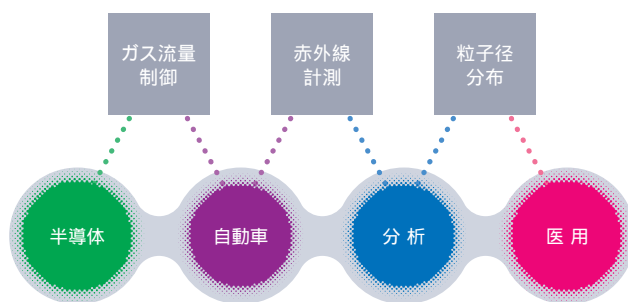 ガス流量
制御
赤外線
計測
粒子径
分布
半導体
自動車
分 析
医 用